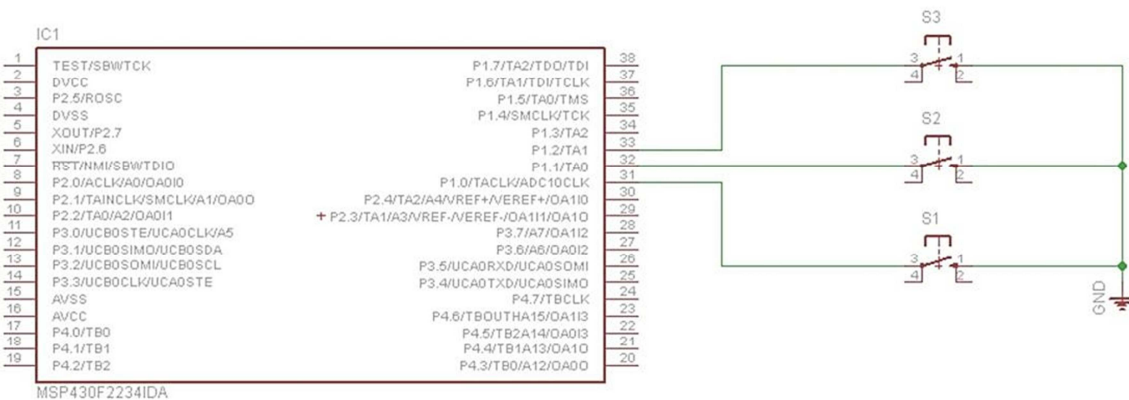 IC1
1 TEST/SBWTCK
2 DVCC
3 P2.5/ROSC
4 DVSS
5 XOUT/P2.7
6 XIN/P2.6
7 RST/NMI/SBWTDIO
8 P2.0/ACLK/A0/OA0I0
9 P2.1/TAINCLK/SMCLK/A1/OA0O
10 P2.2/TA0/A2/OA0I1
11 P3.0/UCB0STE/UCA0CLK/A5
12 P3.1/UCB0SIMO/UCB0SDA
13 P3.2/UCB0SOMI/UCB0SCL
14 P3.3/UCB0CLK/UCA0STE
15 AVSS
16 AVCC
17 P4.0/TB0
18 P4.1/TB1
19 P4.2/TB2
P1.7/TA2/TDO/TDI 38
P1.6/TA1/TDI/TCLK 37
P1.5/TA0/TMS 36
P1.4/SMCLK/TCK 35
P1.3/TA2 34
P1.2/TA1 33
P1.1/TA0 32
P1.0/TACLK/ADC10CLK 31
P2.4/TA2/A4/VREF+/VEREF+/OA1I0 30
P2.3/TA1/A3/VREF-/VEREF-/OA1I1/OA1O 29
P3.7/A7/OA1I2 28
P3.6/A6/OA0I2 27
P3.5/UCA0RXD/UCA0SOMI 26
P3.4/UCA0TXD/UCA0SIMO 25
P4.7/TBCLK 24
P4.6/TBOUTHA15/OA1I3 23
P4.5/TB2A14/OA0I3 22
P4.4/TB1A13/OA1O 21
P4.3/TB0/A12/OA0O 20
MSP430F2234IDA
S3
3 1
4 2
S2
3 1
4 2
S1
3 1
4 2
GND